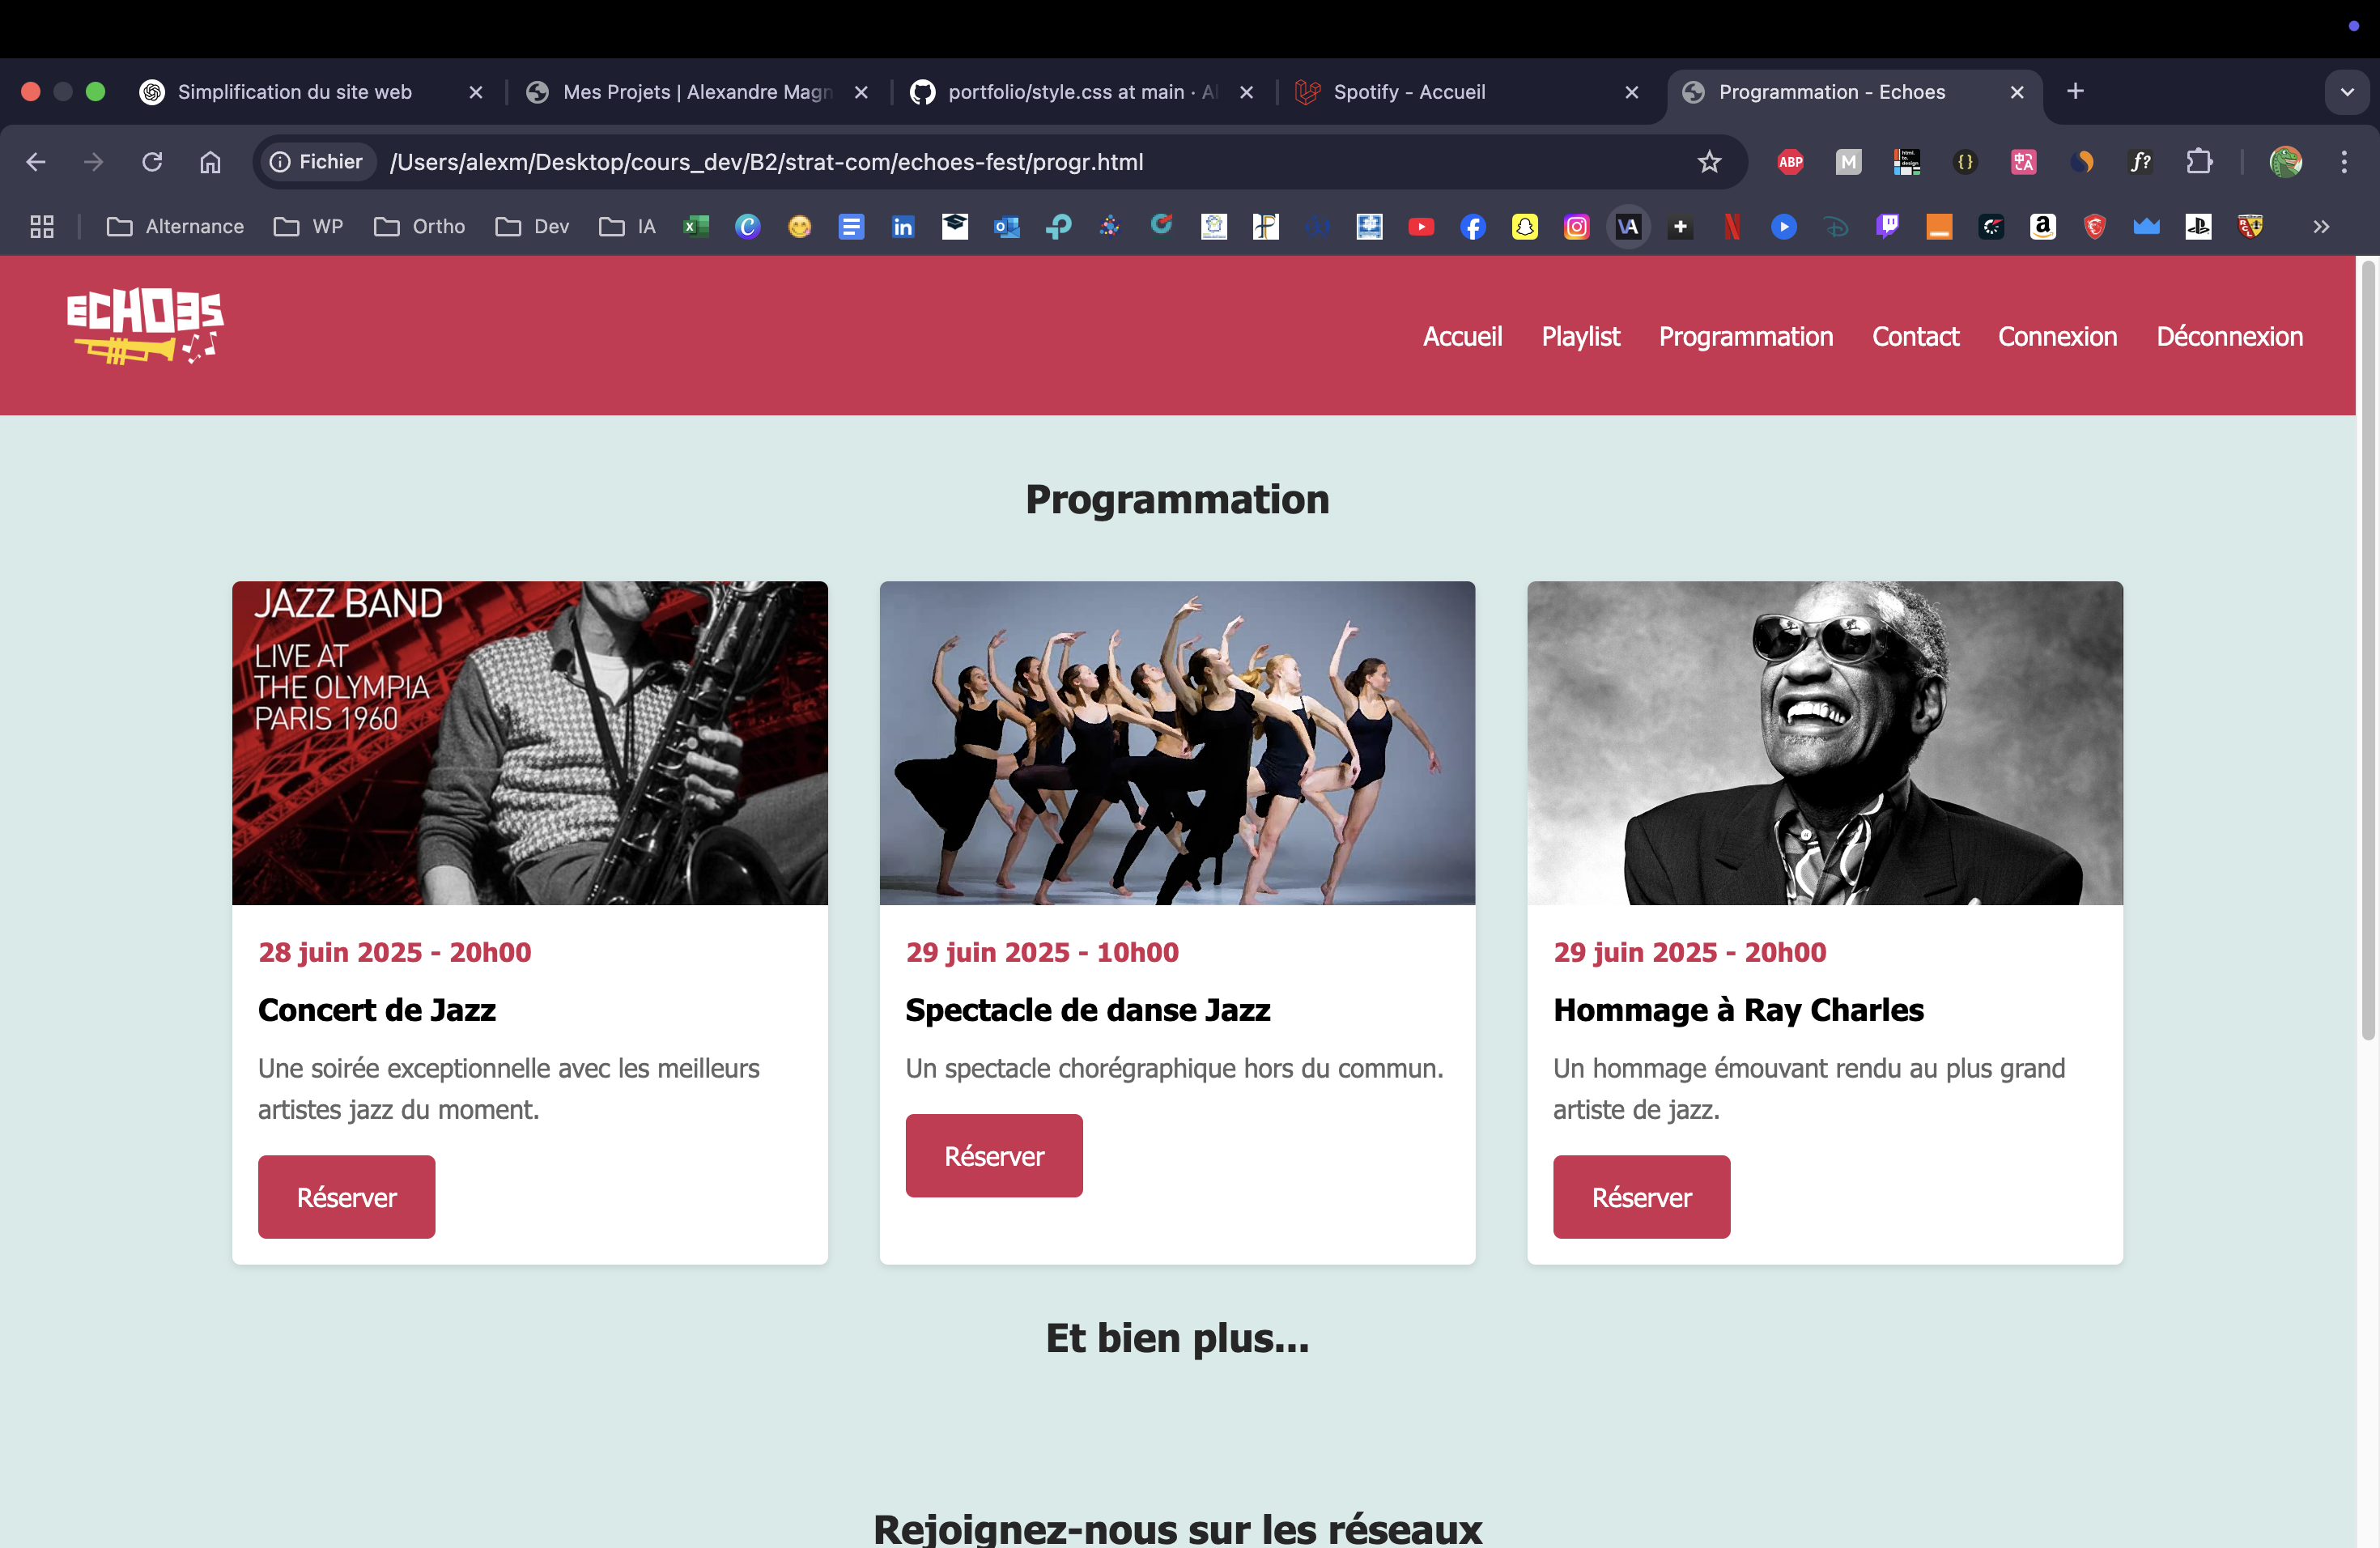 Simplification du site web
Mes Projets | Alexandre Magn
portfolio/style.css at main · Al
Spotify - Accueil
Programmation - Echoes
Fichier
/Users/alexm/Desktop/cours_dev/B2/strat-com/echoes-fest/progr.html
ABP
Alternance
WP
Ortho
Dev
IA
ECHOES
Accueil
Playlist
Programmation
Contact
Connexion
Déconnexion
Programmation
JAZZ BAND
LIVE AT
THE OLYMPIA
PARIS 1960
28 juin 2025 - 20h00
Concert de Jazz
Une soirée exceptionnelle avec les meilleurs
artistes jazz du moment.
Réserver
29 juin 2025 - 10h00
Spectacle de danse Jazz
Un spectacle chorégraphique hors du commun.
Réserver
29 juin 2025 - 20h00
Hommage à Ray Charles
Un hommage émouvant rendu au plus grand
artiste de jazz.
Réserver
Et bien plus...
Rejoignez-nous sur les réseaux